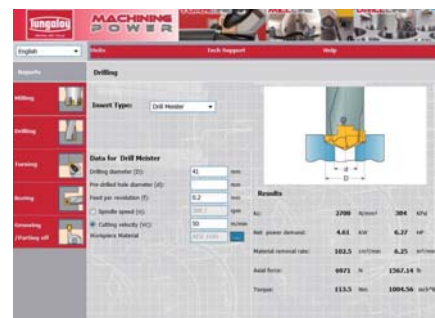 Tungaloy
MACHINING
POWER
English
Units
Tech Support
Help
Reports
Drilling
Milling
Drilling
Turning
Boring
Grooving
/Parting off
Insert Type:
Drill Meister
Data for Drill Meister
Drilling diameter (D):
41
mm
Pre-drilled hole diameter (d):
mm
Feed per revolution (f):
0.2
mm
Spindle speed (n):
rpm
Cutting velocity (VC):
50
m/min
Workpiece Material
d
D
Results
Kc:
2700
N/mm²
384
KPsi
Net power demand:
4.61
KW
6.27
HP
Material removal rate:
102.5
cm³/min
6.25
in³/min
Axial force:
6971
N
1567.14
lb
Torque:
113.5
Nm
1004.56